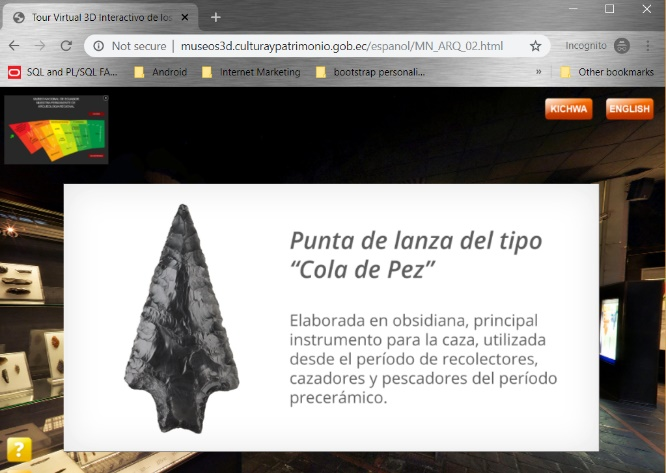 Tour Virtual 3D Interactivo de los
Not secure | museos3d.culturaypatrimonio.gob.ec/espanol/MN_ARQ_02.html
Incognito
SQL and PL/SQL FA...
Android
Internet Marketing
bootstrap personali...
»
Other bookmarks
KICHWA
ENGLISH
Punta de lanza del tipo
“Cola de Pez”
Elaborada en obsidiana, principal
instrumento para la caza, utilizada
desde el período de recolectores,
cazadores y pescadores del período
precerámico.
?